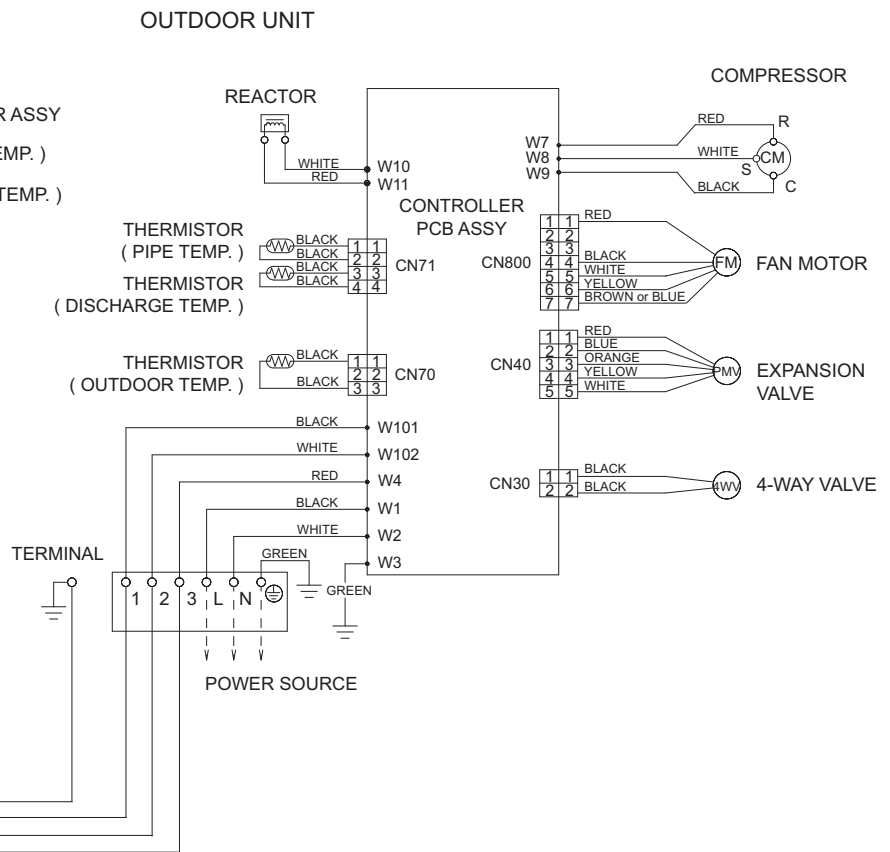 OUTDOOR UNIT
COMPRESSOR
REACTOR
R ASSY
EMP. )
TEMP. )
WHITE
RED
W10
W11
W7
W8
W9
RED
R
WHITE
S
CM
BLACK
C
CONTROLLER
PCB ASSY
THERMISTOR
( PIPE TEMP. )
THERMISTOR
( DISCHARGE TEMP. )
BLACK
BLACK
BLACK
BLACK
1 1
2 2
3 3
4 4
CN71
CN800
1 1
2 2
3 3
4 4
5 5
6 6
7 7
RED
BLACK
WHITE
YELLOW
BROWN or BLUE
FM
FAN MOTOR
THERMISTOR
( OUTDOOR TEMP. )
BLACK
BLACK
1 1
2 2
3 3
CN70
CN40
1 1
2 2
3 3
4 4
5 5
RED
BLUE
ORANGE
YELLOW
WHITE
PMV
EXPANSION
VALVE
BLACK
W101
WHITE
W102
RED
W4
BLACK
W1
WHITE
W2
GREEN
W3
GREEN
CN30
1 1
2 2
BLACK
BLACK
4WV
4-WAY VALVE
TERMINAL
1 2 3 L N
POWER SOURCE